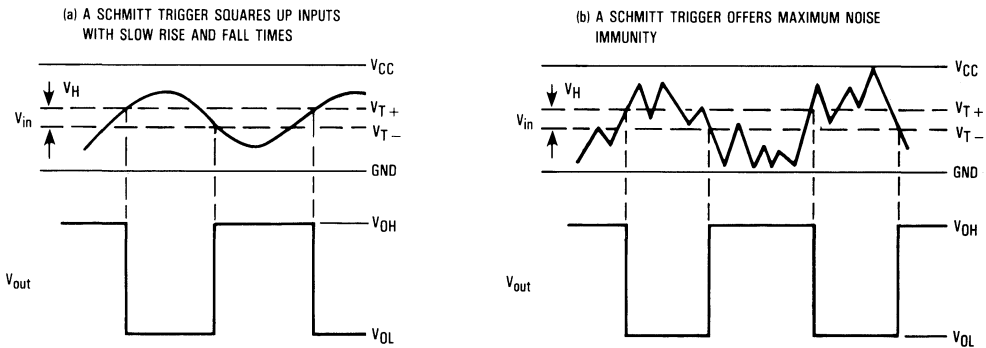 (a) A SCHMITT TRIGGER SQUARES UP INPUTS
WITH SLOW RISE AND FALL TIMES
VCC
VH
VT+
Vin
VT−
GND
VOH
Vout
VOL
(b) A SCHMITT TRIGGER OFFERS MAXIMUM NOISE
IMMUNITY
VCC
VH
VT+
Vin
VT−
GND
VOH
Vout
VOL